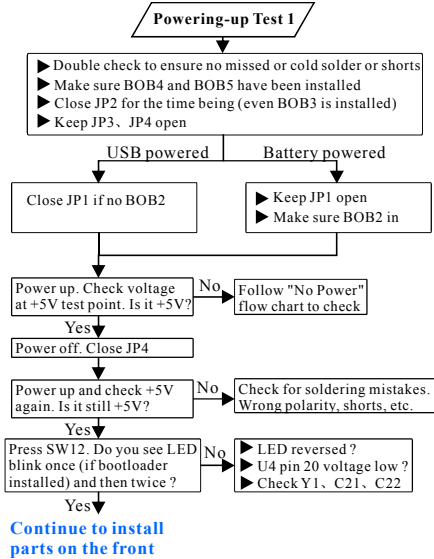 Powering-up Test 1
▶ Double check to ensure no missed or cold solder or shorts
▶ Make sure BOB4 and BOB5 have been installed
▶ Close JP2 for the time being (even BOB3 is installed)
▶ Keep JP3、JP4 open
USB powered
Battery powered
Close JP1 if no BOB2
▶ Keep JP1 open
▶ Make sure BOB2 in
Power up. Check voltage
at +5V test point. Is it +5V?
No
Follow "No Power"
flow chart to check
Yes
Power off. Close JP4
Power up and check +5V
again. Is it still +5V?
No
Check for soldering mistakes.
Wrong polarity, shorts, etc.
Yes
Press SW12. Do you see LED
blink once (if bootloader
installed) and then twice ?
No
▶ LED reversed ?
▶ U4 pin 20 voltage low ?
▶ Check Y1、C21、C22
Yes
Continue to install
parts on the front